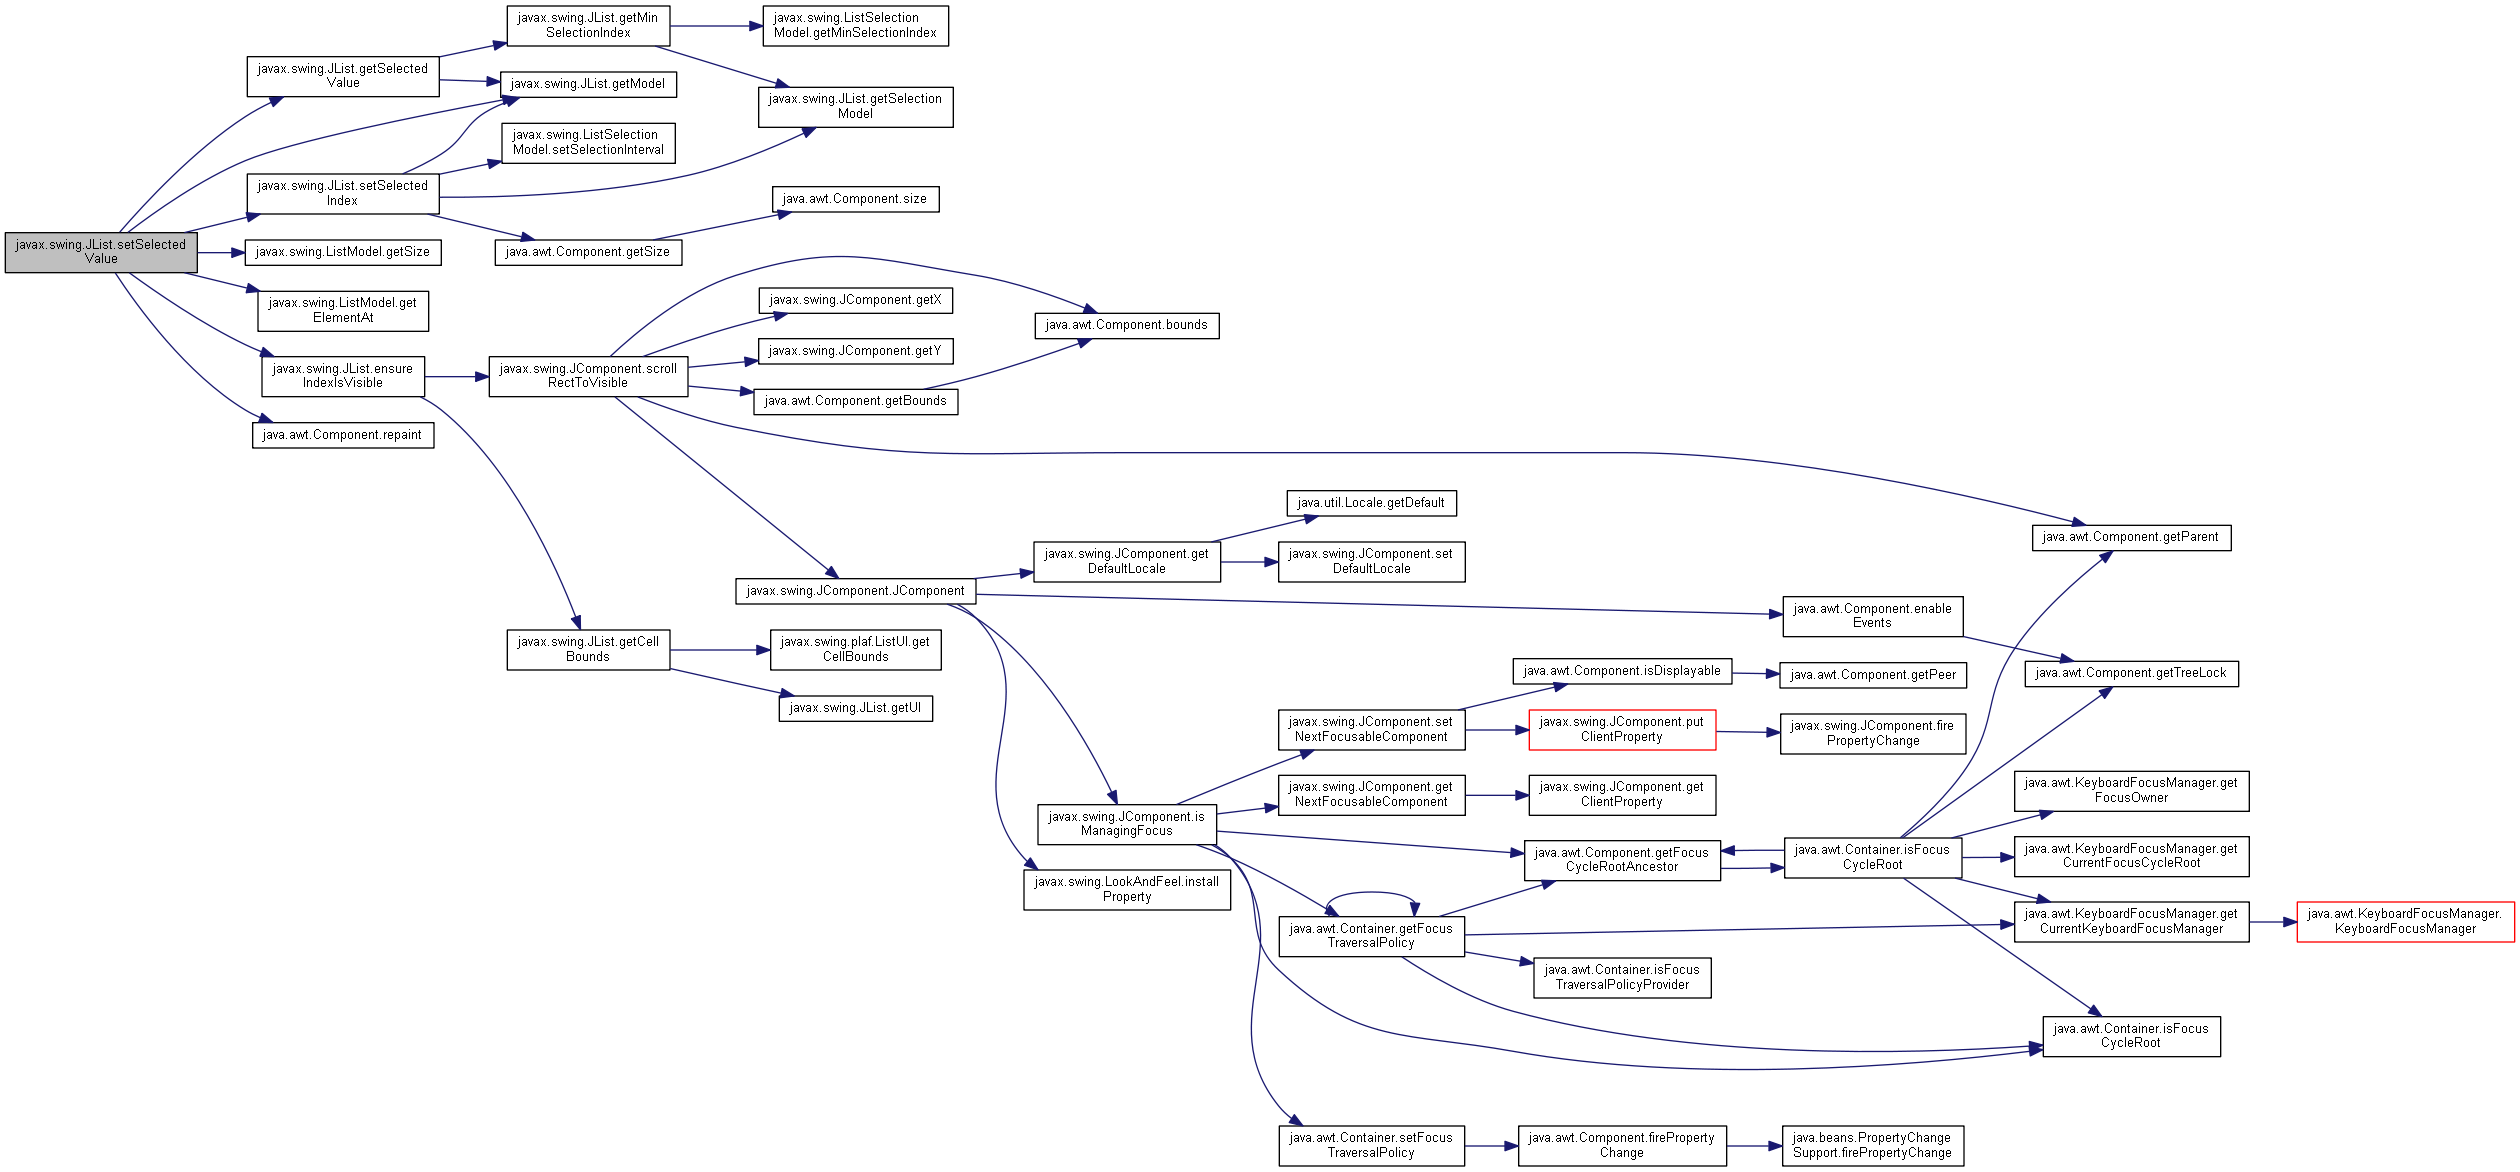 javax.swing.JList.setSelected
Value
javax.swing.JList.getSelected
Value
javax.swing.JList.setSelected
Index
javax.swing.ListModel.getSize
javax.swing.ListModel.get
ElementAt
javax.swing.JList.ensure
IndexIsVisible
java.awt.Component.repaint
javax.swing.JList.getMin
SelectionIndex
javax.swing.JList.getModel
javax.swing.ListSelection
Model.setSelectionInterval
java.awt.Component.getSize
javax.swing.JComponent.scroll
RectToVisible
javax.swing.JList.getCell
Bounds
javax.swing.ListSelection
Model.getMinSelectionIndex
javax.swing.JList.getSelection
Model
java.awt.Component.size
javax.swing.JComponent.getX
javax.swing.JComponent.getY
java.awt.Component.getBounds
javax.swing.JComponent.JComponent
javax.swing.plaf.ListUI.get
CellBounds
javax.swing.JList.getUI
java.awt.Component.bounds
javax.swing.JComponent.get
DefaultLocale
javax.swing.JComponent.is
ManagingFocus
javax.swing.LookAndFeel.install
Property
java.util.Locale.getDefault
javax.swing.JComponent.set
DefaultLocale
javax.swing.JComponent.set
NextFocusableComponent
javax.swing.JComponent.get
NextFocusableComponent
java.awt.Container.getFocus
TraversalPolicy
java.awt.Container.setFocus
TraversalPolicy
java.awt.Component.isDisplayable
javax.swing.JComponent.put
ClientProperty
javax.swing.JComponent.get
ClientProperty
java.awt.Component.getFocus
CycleRootAncestor
java.awt.Container.isFocus
TraversalPolicyProvider
java.awt.Component.fireProperty
Change
java.awt.Component.enable
Events
java.awt.Component.getPeer
javax.swing.JComponent.fire
PropertyChange
java.awt.Container.isFocus
CycleRoot
java.beans.PropertyChange
Support.firePropertyChange
java.awt.Component.getParent
java.awt.Component.getTreeLock
java.awt.KeyboardFocusManager.get
FocusOwner
java.awt.KeyboardFocusManager.get
CurrentFocusCycleRoot
java.awt.KeyboardFocusManager.get
CurrentKeyboardFocusManager
java.awt.Container.isFocus
CycleRoot
java.awt.KeyboardFocusManager.
KeyboardFocusManager